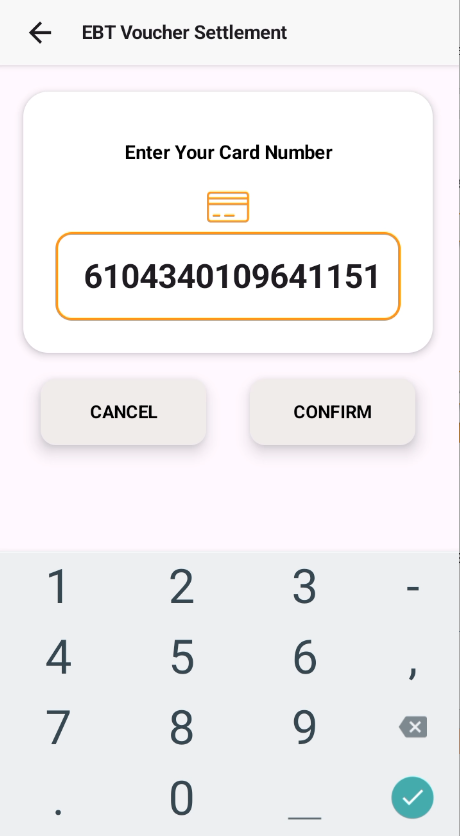 EBT Voucher Settlement
Enter Your Card Number
6104340109641151
CANCEL CONFIRM
1 2 3 -
4 5 6 ,
7 8 9
. 0 _